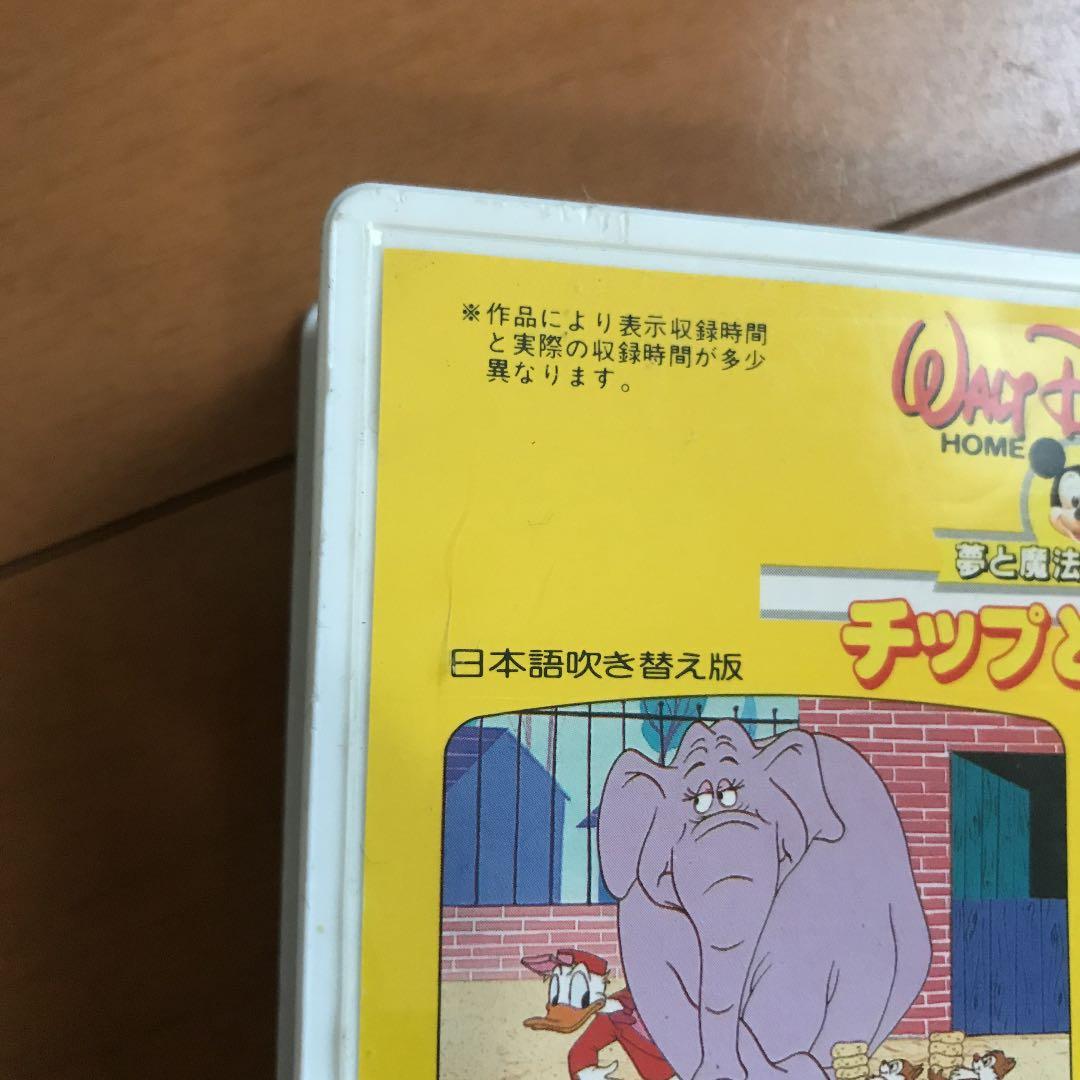 ※作品により表示収録時間
と実際の収録時間が多少
異なります。
WALT
HOME
夢と魔法
チップと
日本語吹き替え版